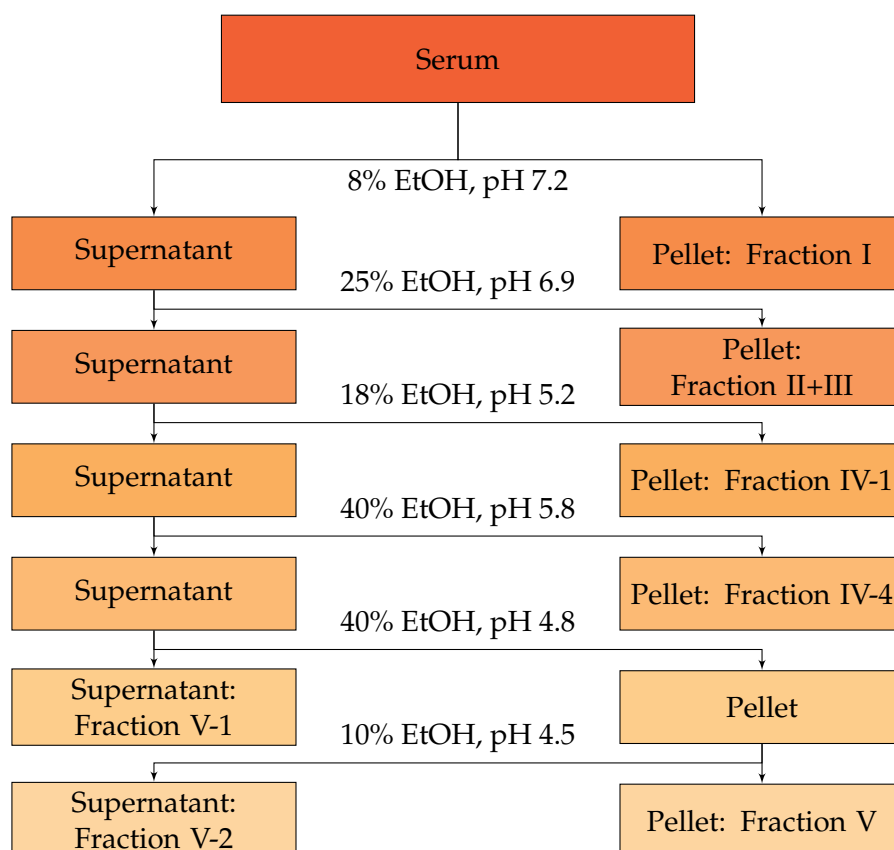 Serum
8% EtOH, pH 7.2
Supernatant
Pellet: Fraction I
25% EtOH, pH 6.9
Supernatant
Pellet:
Fraction II+III
18% EtOH, pH 5.2
Supernatant
Pellet: Fraction IV-1
40% EtOH, pH 5.8
Supernatant
Pellet: Fraction IV-4
40% EtOH, pH 4.8
Supernatant:
Fraction V-1
Pellet
10% EtOH, pH 4.5
Supernatant:
Fraction V-2
Pellet: Fraction V